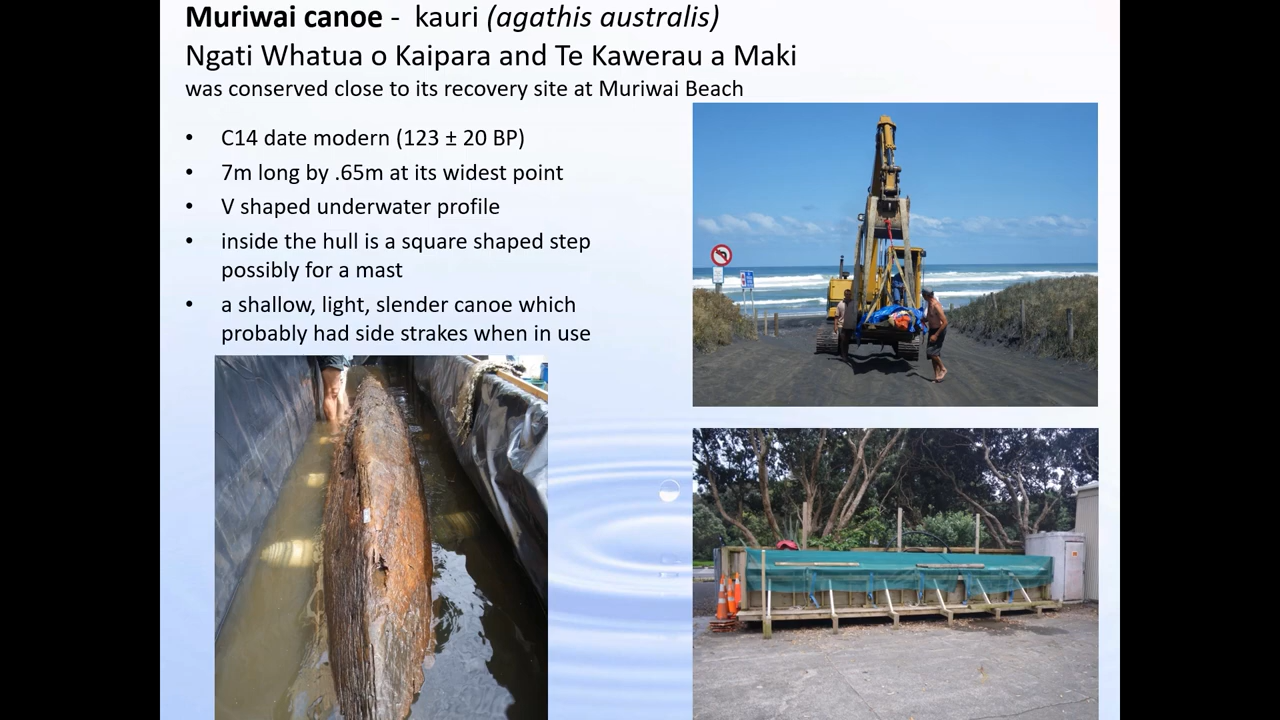 Muriwai canoe - kauri (agathis australis)
Ngati Whatua o Kaipara and Te Kawerau a Maki
was conserved close to its recovery site at Muriwai Beach
• C14 date modern (123 ± 20 BP)
• 7m long by .65m at its widest point
• V shaped underwater profile
• inside the hull is a square shaped step
possibly for a mast
• a shallow, light, slender canoe which
probably had side strakes when in use